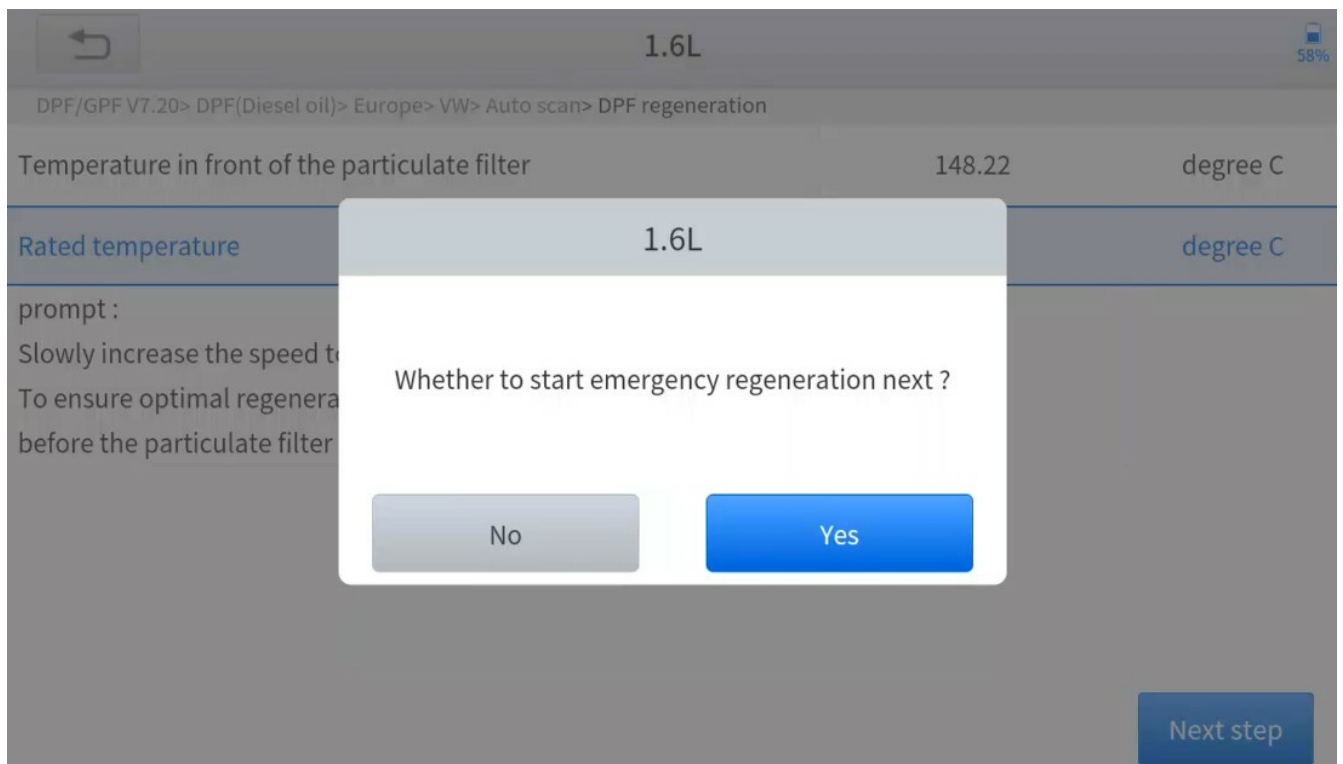 1.6L
58%
DPF/GPF V7.20> DPF(Diesel oil)> Europe> VW> Auto scan> DPF regeneration
Temperature in front of the particulate filter 148.22 degree C
Rated temperature degree C
prompt :
Slowly increase the speed
To ensure optimal
before the particulate filter
1.6L
Whether to start emergency regeneration next ?
No Yes
Next step